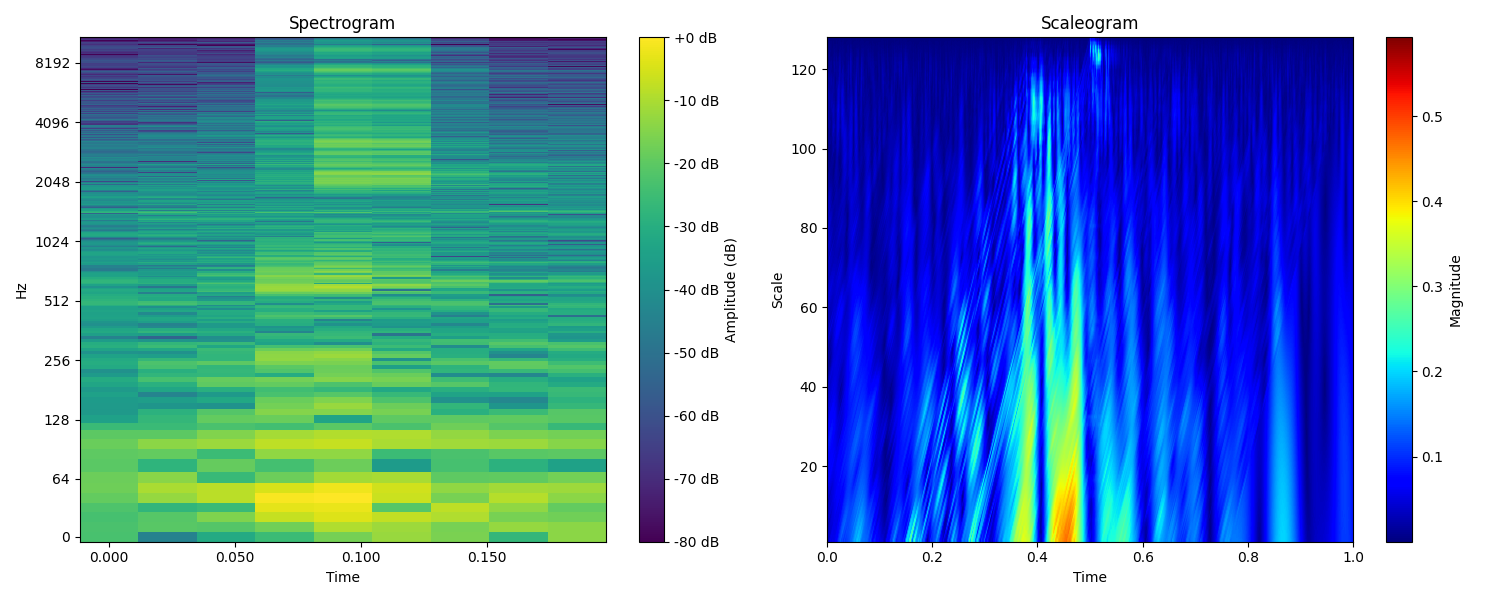 Spectrogram
Hz
8192
4096
2048
1024
512
256
128
64
0
0.000 0.050 0.100 0.150
Time
+0 dB
-10 dB
-20 dB
-30 dB
-40 dB
-50 dB
-60 dB
-70 dB
-80 dB
Amplitude (dB)
Scaleogram
Scale
120
100
80
60
40
20
0.0 0.2 0.4 0.6 0.8 1.0
Time
0.5
0.4
0.3
0.2
0.1
Magnitude